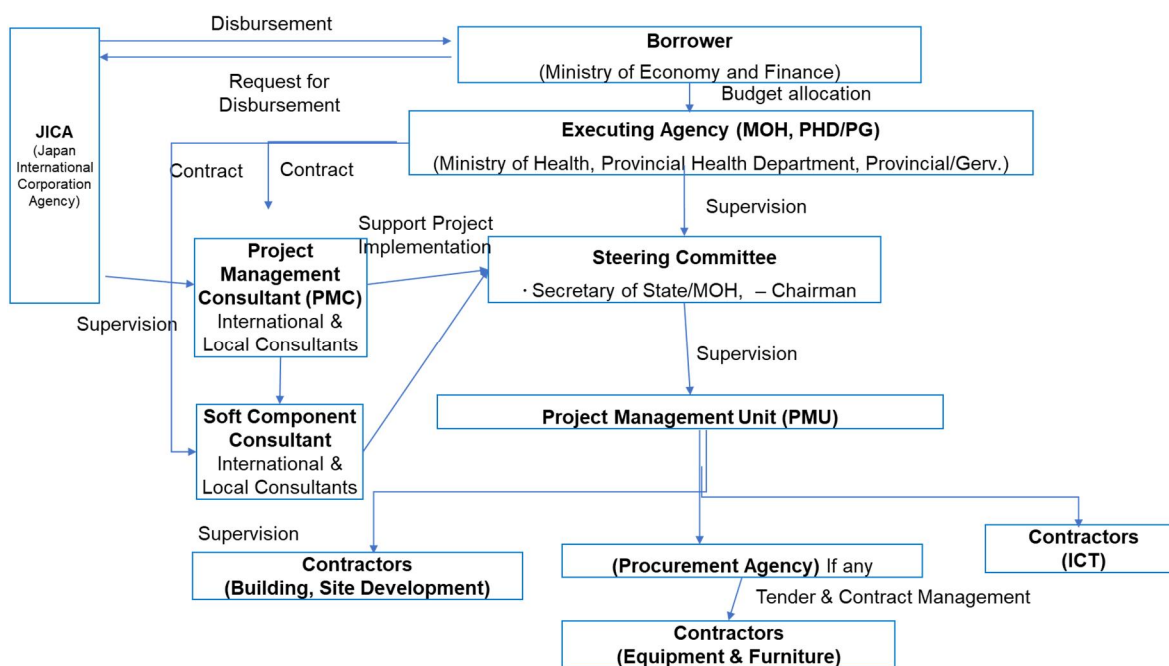 Disbursement
Borrower
(Ministry of Economy and Finance)
Request for
Disbursement
Budget allocation
JICA
(Japan
International
Corporation
Agency)
Executing Agency (MOH, PHD/PG)
(Ministry of Health, Provincial Health Department, Provincial/Gerv.)
Contract
Contract
Supervision
Support Project
Implementation
Project
Management
Consultant (PMC)
International &
Local Consultants
Steering Committee
· Secretary of State/MOH, – Chairman
Supervision
Supervision
Soft Component
Consultant
International &
Local Consultants
Project Management Unit (PMU)
Supervision
Contractors
(Building, Site Development)
(Procurement Agency) If any
Contractors
(ICT)
Tender & Contract Management
Contractors
(Equipment & Furniture)